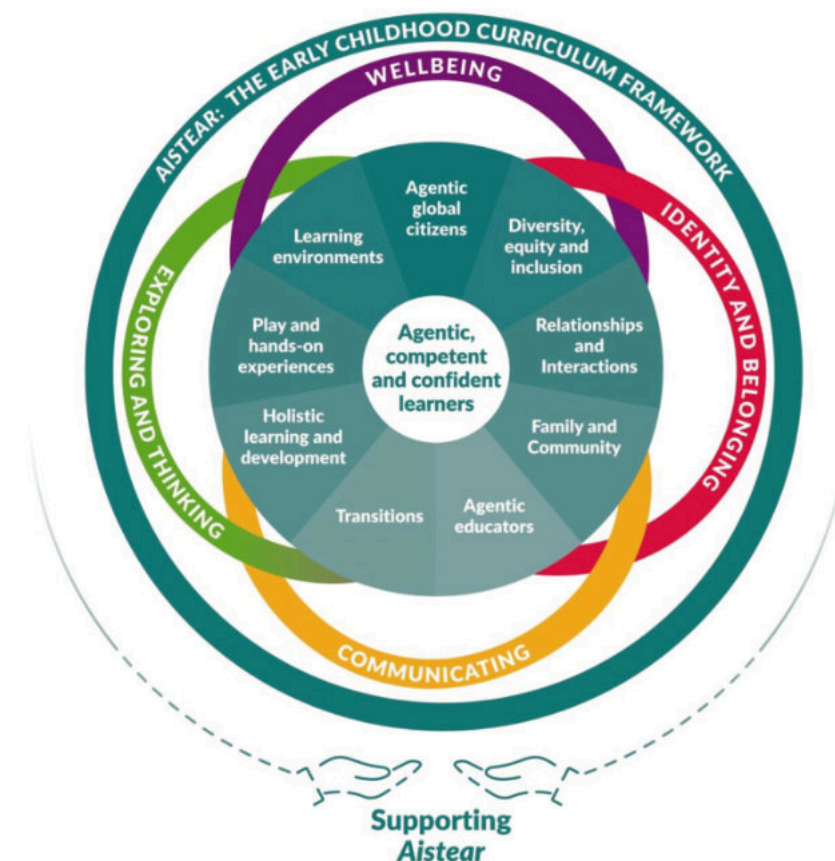 AISTEAR: THE EARLY CHILDHOOD CURRICULUM FRAMEWORK
WELLBEING
IDENTITY AND BELONGING
EXPLORING AND THINKING
COMMUNICATING
Agentic
global
citizens
Diversity,
equity and
inclusion
Relationships
and
Interactions
Family and
Community
Agentic
educators
Transitions
Holistic
learning and
development
Play and
hands-on
experiences
Learning
environments
Agentic,
competent
and confident
learners
Supporting
Aistear